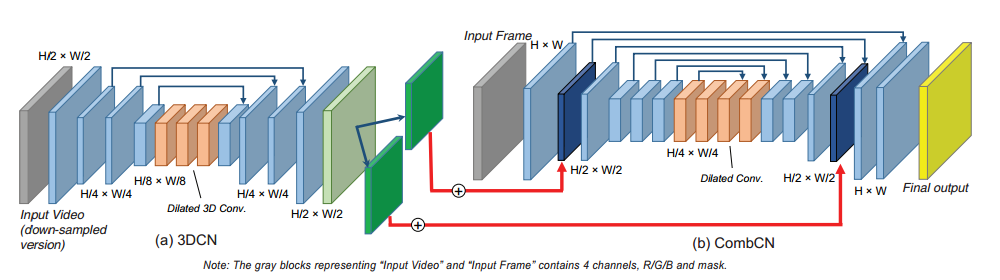 H/2 × W/2
H/4 × W/4
H/8 × W/8
Dilated 3D Conv.
H/4 × W/4
H/2 × W/2
Input Video
(down-sampled
version)
(a) 3DCN
+
+
Input Frame
H × W
H/2 × W/2
H/4 × W/4
Dilated Conv.
H/2 × W/2
H × W
Final output
(b) CombCN
Note: The gray blocks representing “Input Video” and “Input Frame” contains 4 channels, R/G/B and mask.